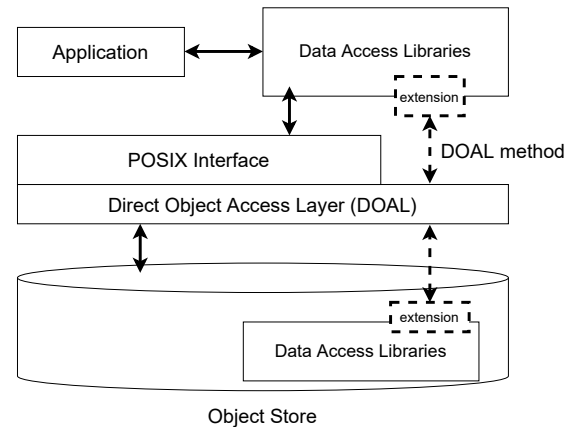 Application
Data Access Libraries
extension
DOAL method
POSIX Interface
Direct Object Access Layer (DOAL)
extension
Data Access Libraries
Object Store